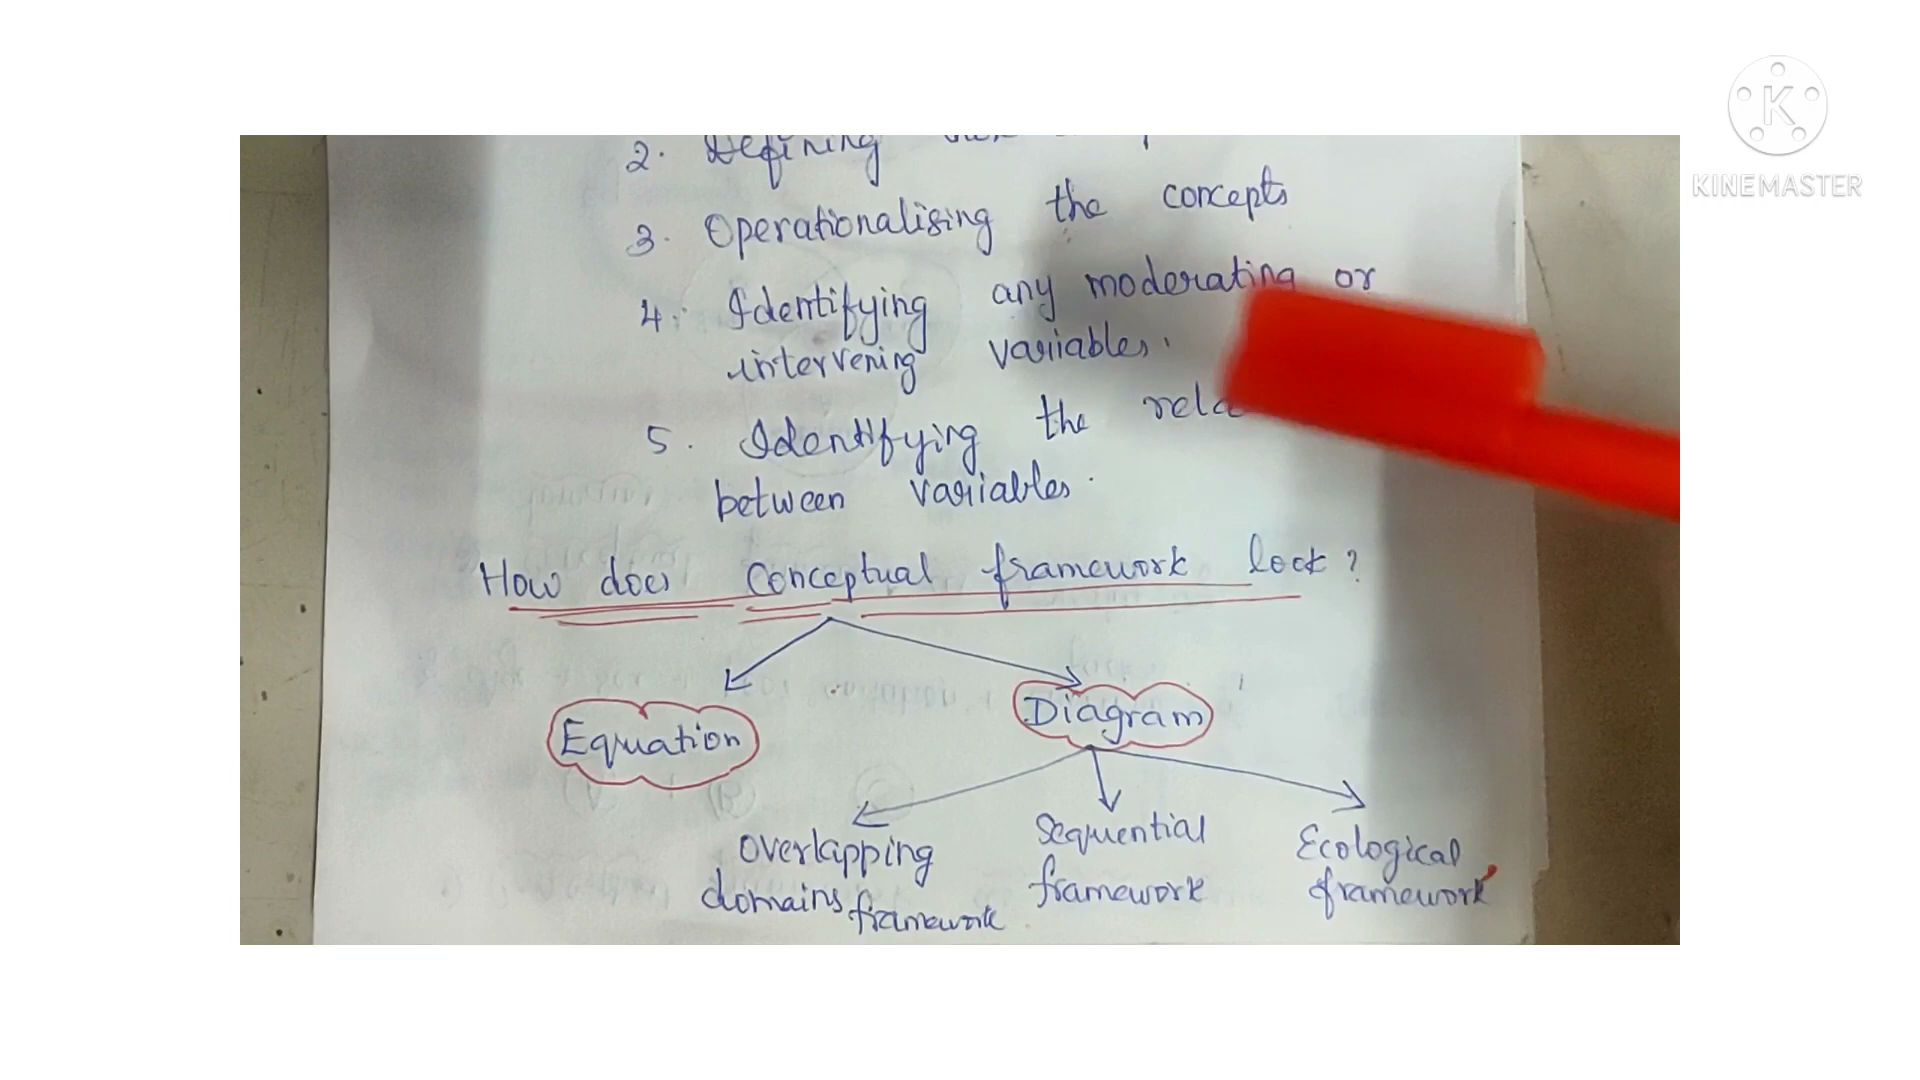 2. Defining
3. Operationalising the concepts
4. Identifying any moderating or
intervening variables.
5. Identifying the rela
between variables.
How does conceptual framework look?
Equation
Diagram
Overlapping
domains framework
Sequential
framework
Ecological
framework
K
KINEMASTER